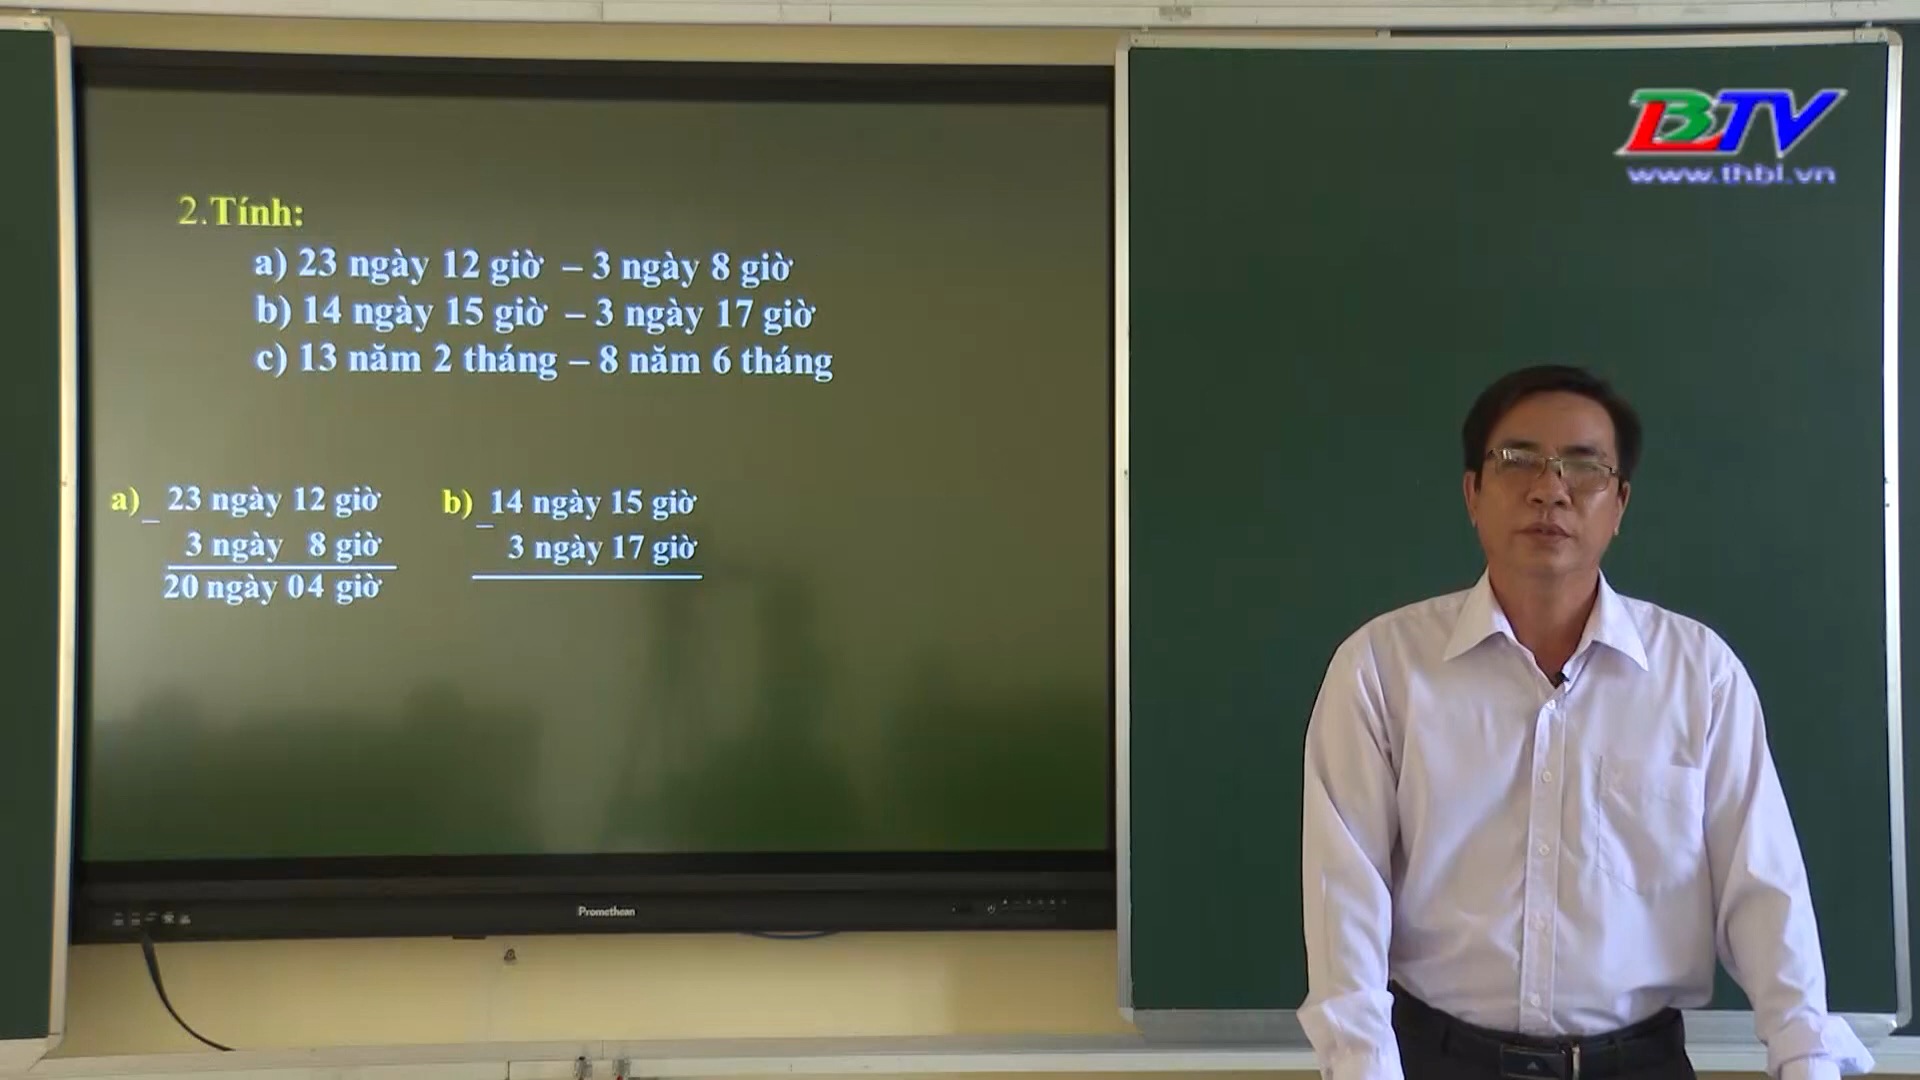 BTV
www.thbl.vn
2.Tính:
a) 23 ngày 12 giờ – 3 ngày 8 giờ
b) 14 ngày 15 giờ – 3 ngày 17 giờ
c) 13 năm 2 tháng – 8 năm 6 tháng
a) _ 23 ngày 12 giờ
3 ngày 8 giờ
20 ngày 04 giờ
b) _ 14 ngày 15 giờ
3 ngày 17 giờ
Promethean